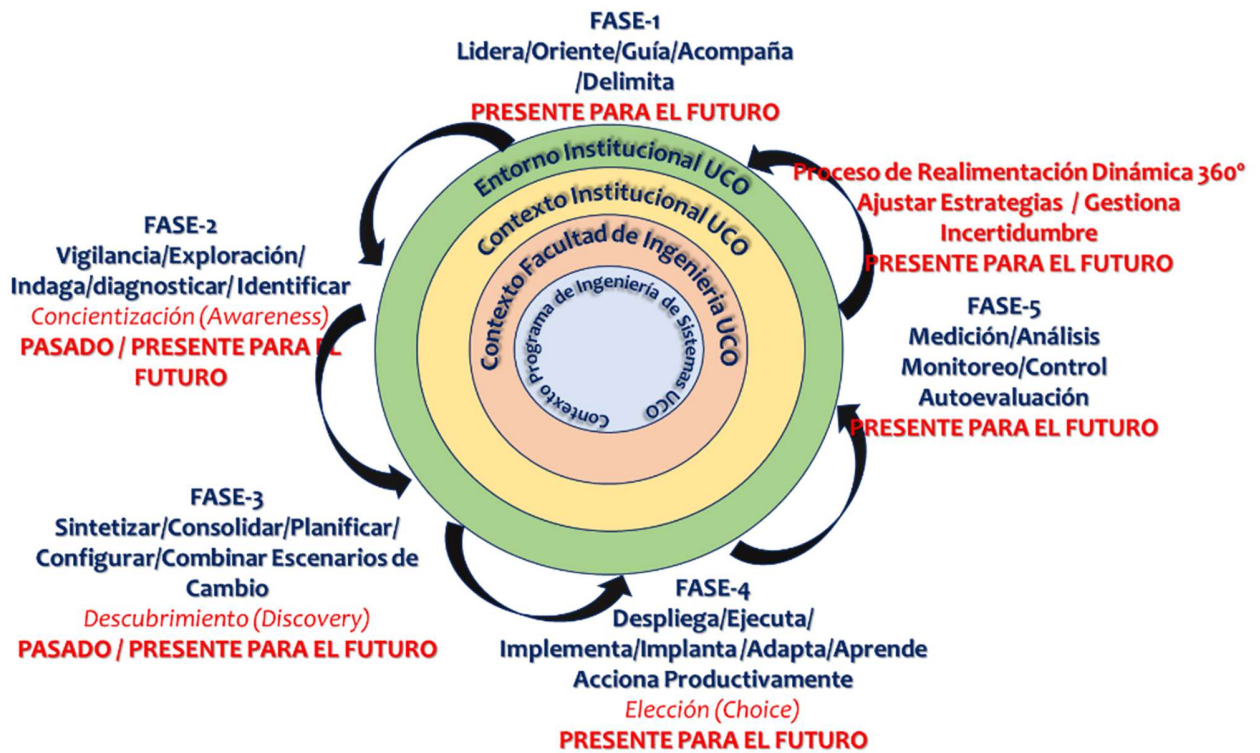 FASE-1
Lidera/Oriente/Guía/Acompaña
/Delimita
PRESENTE PARA EL FUTURO
Entorno Institucional UCO
Contexto Institucional UCO
Contexto Facultad de Ingenieria UCO
Contexto Programa de Ingeniería de Sistemas UCO
FASE-2
Vigilancia/Exploración/
Indaga/diagnosticar/ Identificar
Concientización (Awareness)
PASADO / PRESENTE PARA EL
FUTURO
FASE-3
Sintetizar/Consolidar/Planificar/
Configurar/Combinar Escenarios de
Cambio
Descubrimiento (Discovery)
PASADO / PRESENTE PARA EL FUTURO
FASE-4
Despliega/Ejecuta/
Implementa/Implanta /Adapta/Aprende
Acciona Productivamente
Elección (Choice)
PRESENTE PARA EL FUTURO
FASE-5
Medición/Análisis
Monitoreo/Control
Autoevaluación
PRESENTE PARA EL FUTURO
Proceso de Realimentación Dinámica 360°
Ajustar Estrategias / Gestiona
Incertidumbre
PRESENTE PARA EL FUTURO